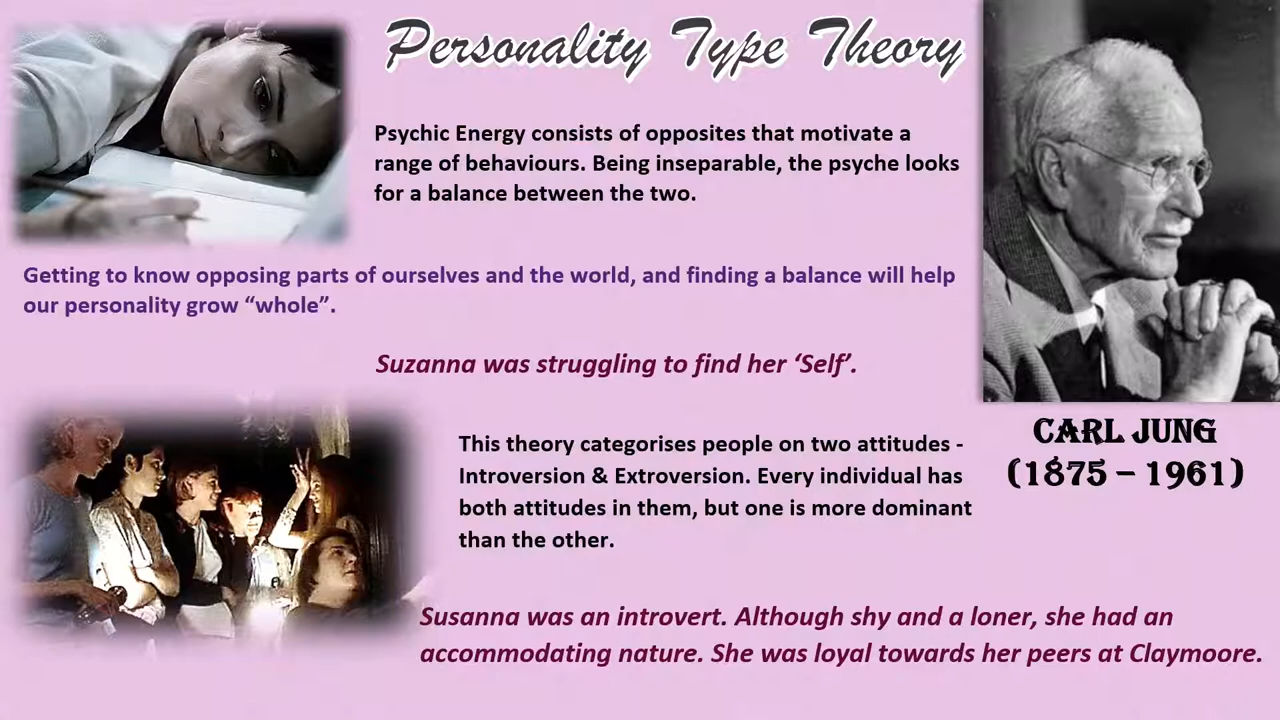 Personality Type Theory
Psychic Energy consists of opposites that motivate a
range of behaviours. Being inseparable, the psyche looks
for a balance between the two.
Getting to know opposing parts of ourselves and the world, and finding a balance will help
our personality grow “whole”.
Suzanna was struggling to find her ‘Self’.
This theory categorises people on two attitudes -
Introversion & Extroversion. Every individual has
both attitudes in them, but one is more dominant
than the other.
CARL JUNG
(1875 – 1961)
Susanna was an introvert. Although shy and a loner, she had an
accommodating nature. She was loyal towards her peers at Claymoore.